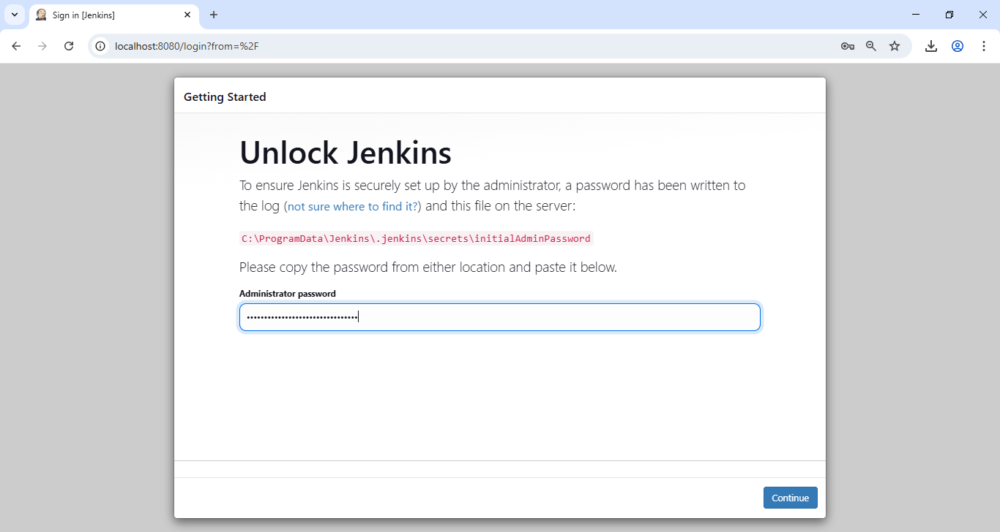 Sign in [Jenkins]
localhost:8080/login?from=%2F
Getting Started
Unlock Jenkins
To ensure Jenkins is securely set up by the administrator, a password has been written to
the log (not sure where to find it?) and this file on the server:
C:\ProgramData\Jenkins\.jenkins\secrets\initialAdminPassword
Please copy the password from either location and paste it below.
Administrator password
••••••••••••••••••••••••••••••••
Continue